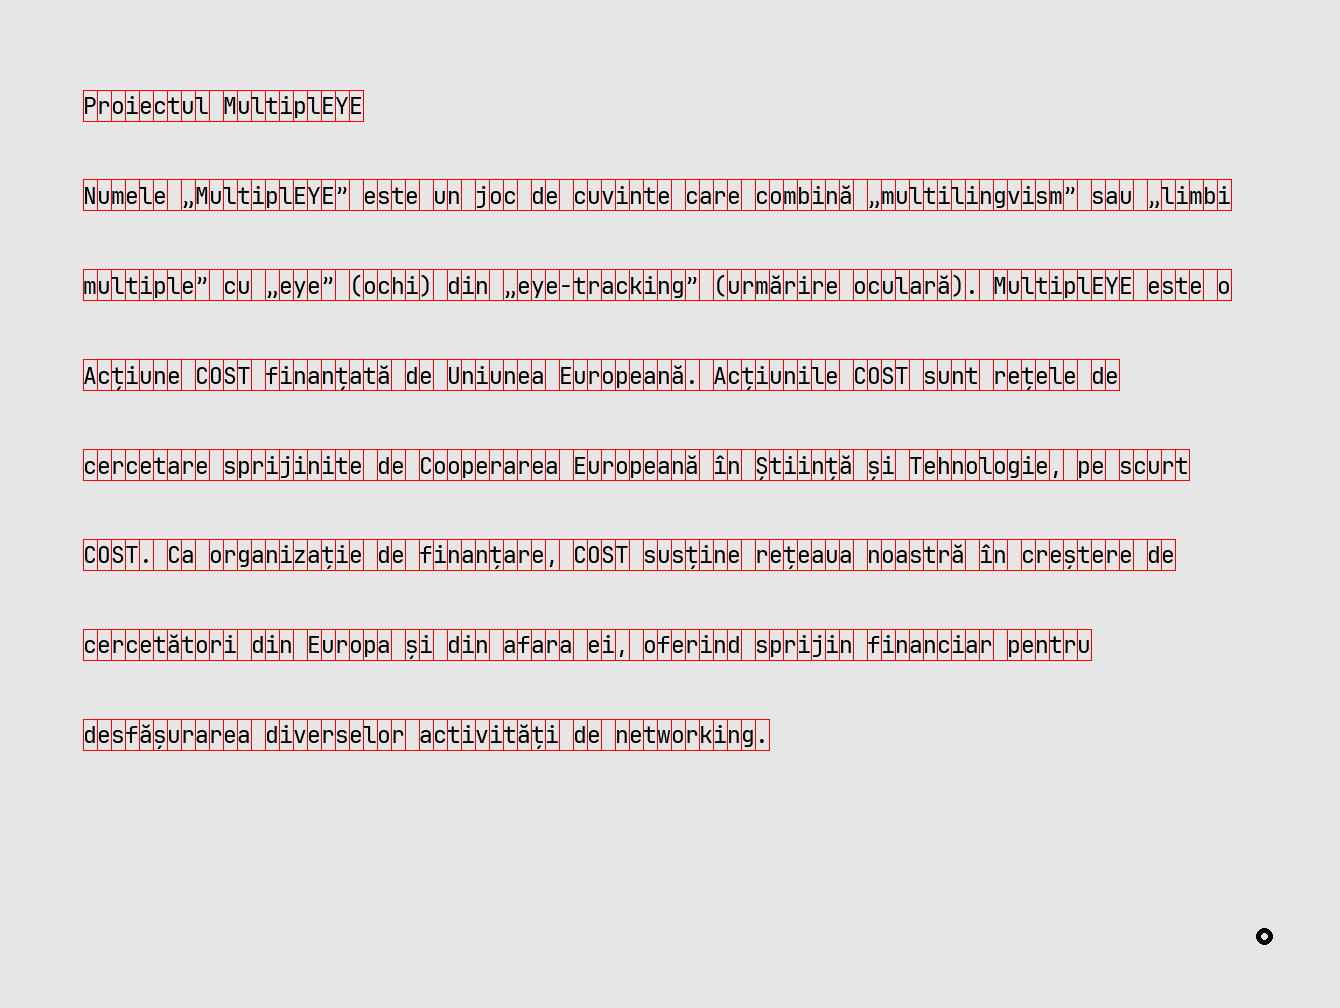 Proiectul MultiplEYE
Numele „MultiplEYE” este un joc de cuvinte care combină „multilingvism” sau „limbi
multiple” cu „eye” (ochi) din „eye-tracking” (urmărire oculară). MultiplEYE este o
Acțiune COST finanțată de Uniunea Europeană. Acțiunile COST sunt rețele de
cercetare sprijinite de Cooperarea Europeană în Știință și Tehnologie, pe scurt
COST. Ca organizație de finanțare, COST susține rețeaua noastră în creștere de
cercetători din Europa și din afara ei, oferind sprijin financiar pentru
desfășurarea diverselor activități de networking.